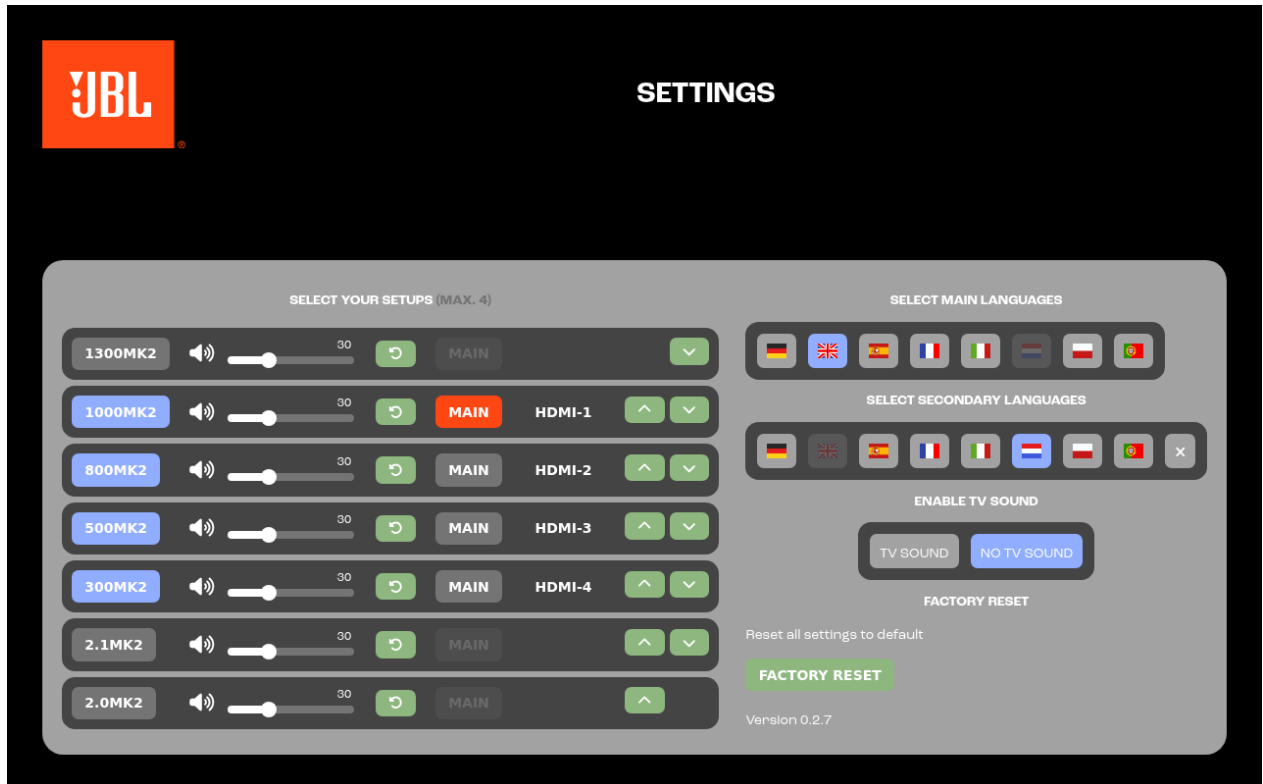 JBL
®
SETTINGS
SELECT YOUR SETUPS (MAX. 4)
1300MK2 30 MAIN
1000MK2 30 MAIN HDMI-1
800MK2 30 MAIN HDMI-2
500MK2 30 MAIN HDMI-3
300MK2 30 MAIN HDMI-4
2.1MK2 30 MAIN
2.0MK2 30 MAIN
SELECT MAIN LANGUAGES
SELECT SECONDARY LANGUAGES
×
ENABLE TV SOUND
TV SOUND NO TV SOUND
FACTORY RESET
Reset all settings to default
FACTORY RESET
Version 0.2.7